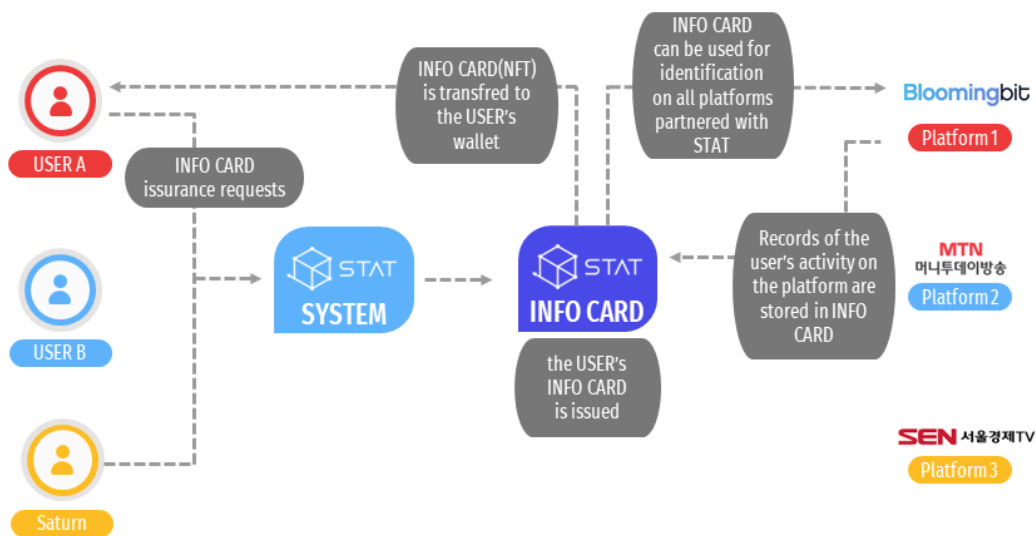 INFO CARD(NFT)
is transfred to
the USER's
wallet
INFO CARD
can be used for
identification
on all platforms
partnered with
STAT
Bloomingbit
Platform 1
USER A
INFO CARD
issurance requests
STAT
SYSTEM
STAT
INFO CARD
Records of the
user's activity on
the platform are
stored in INFO
CARD
MTN
머니투데이방송
Platform 2
USER B
the USER's
INFO CARD
is issued
SEN 서울경제TV
Platform 3
Saturn